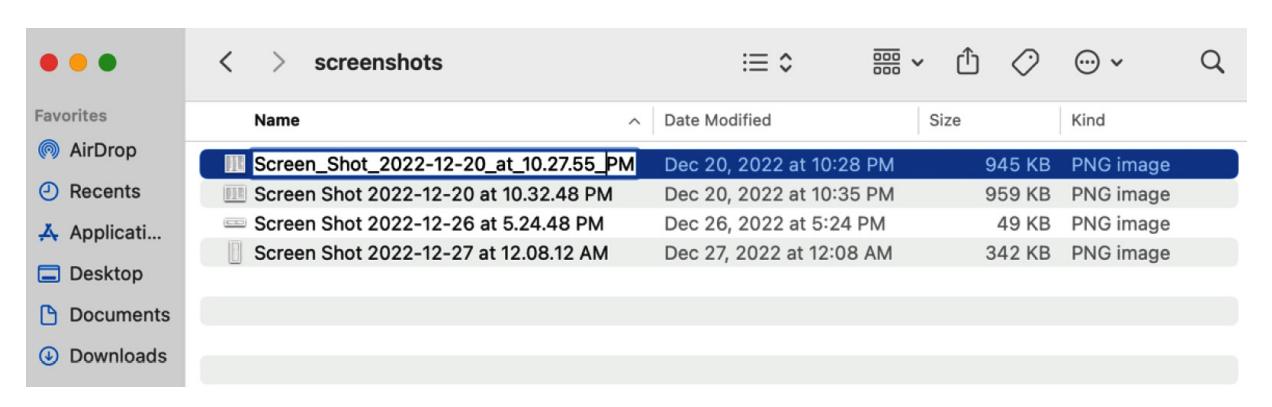 screenshots
Favorites
AirDrop
Recents
Applicati...
Desktop
Documents
Downloads
Name Date Modified Size Kind
Screen_Shot_2022-12-20_at_10.27.55_PM Dec 20, 2022 at 10:28 PM 945 KB PNG image
Screen Shot 2022-12-20 at 10.32.48 PM Dec 20, 2022 at 10:35 PM 959 KB PNG image
Screen Shot 2022-12-26 at 5.24.48 PM Dec 26, 2022 at 5:24 PM 49 KB PNG image
Screen Shot 2022-12-27 at 12.08.12 AM Dec 27, 2022 at 12:08 AM 342 KB PNG image